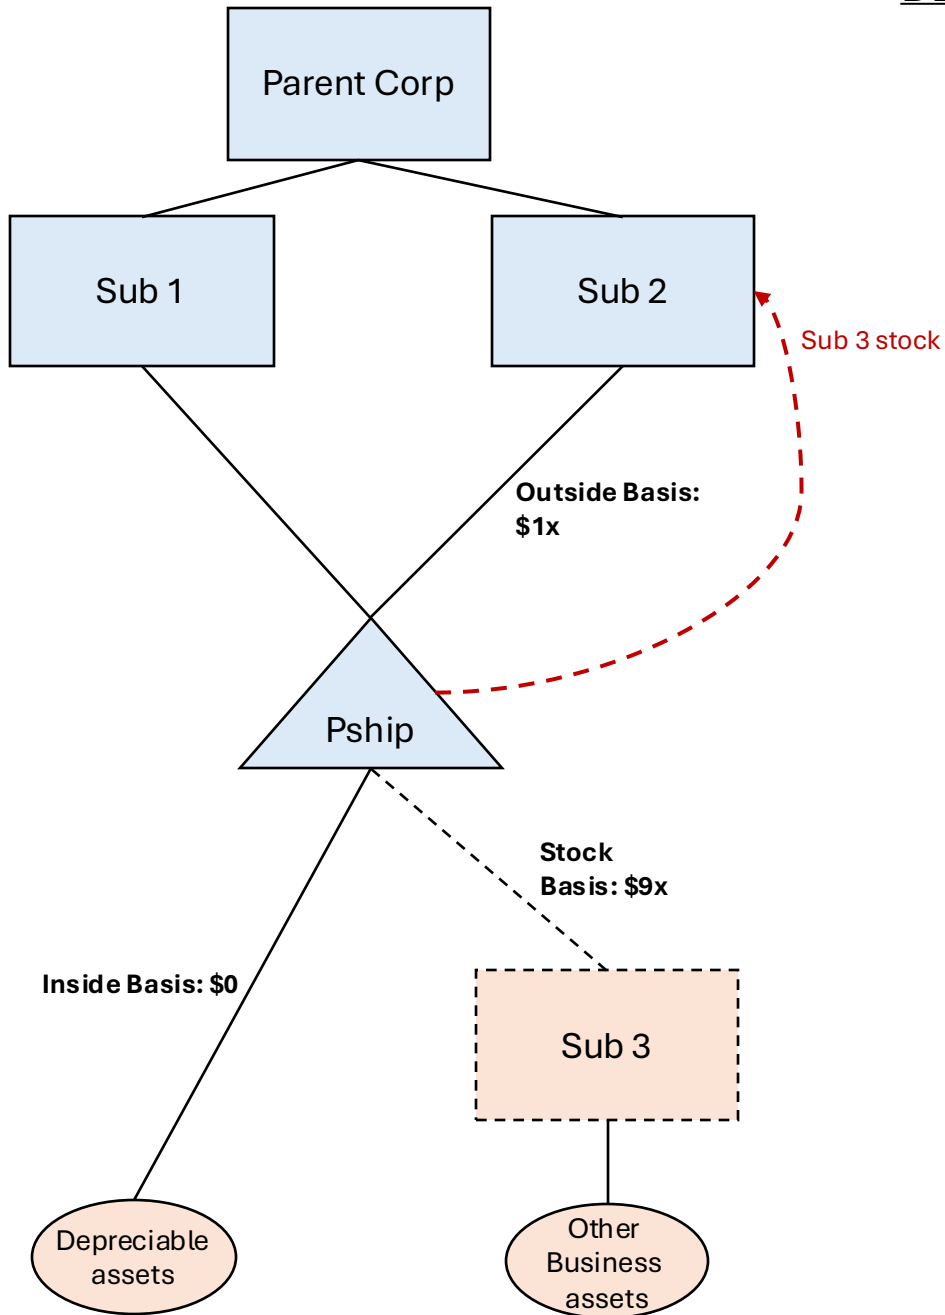 Parent Corp
Sub 1
Sub 2
Sub 3 stock
Outside Basis:
$1x
Pship
Stock
Basis: $9x
Inside Basis: $0
Sub 3
Depreciable
assets
Other
Business
assets